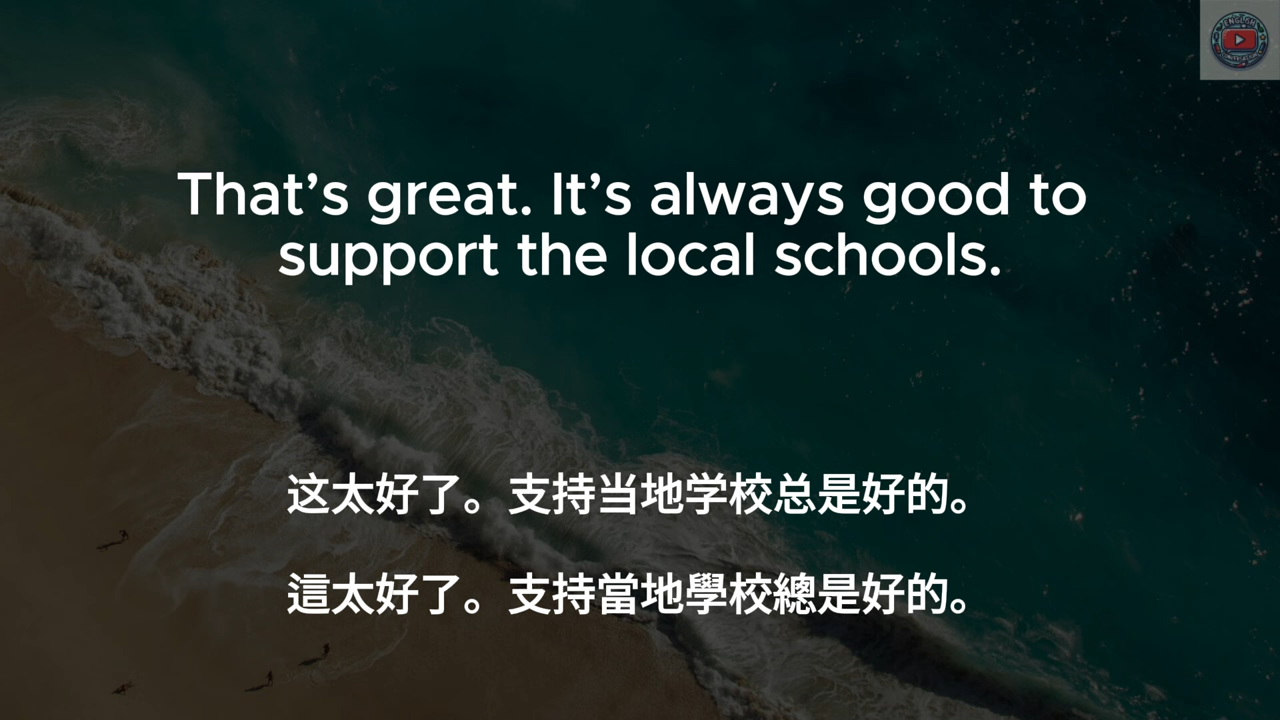 That’s great. It’s always good to
support the local schools.
这太好了。支持当地学校总是好的。
這太好了。支持當地學校總是好的。